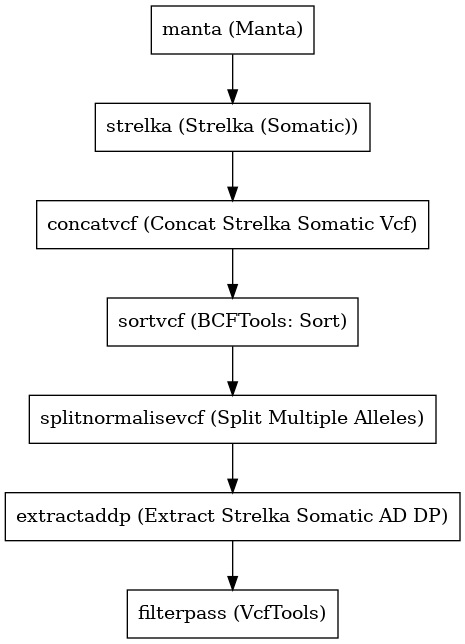 manta (Manta)
strelka (Strelka (Somatic))
concatvcf (Concat Strelka Somatic Vcf)
sortvcf (BCFTools: Sort)
splitnormalisevcf (Split Multiple Alleles)
extractaddp (Extract Strelka Somatic AD DP)
filterpass (VcfTools)